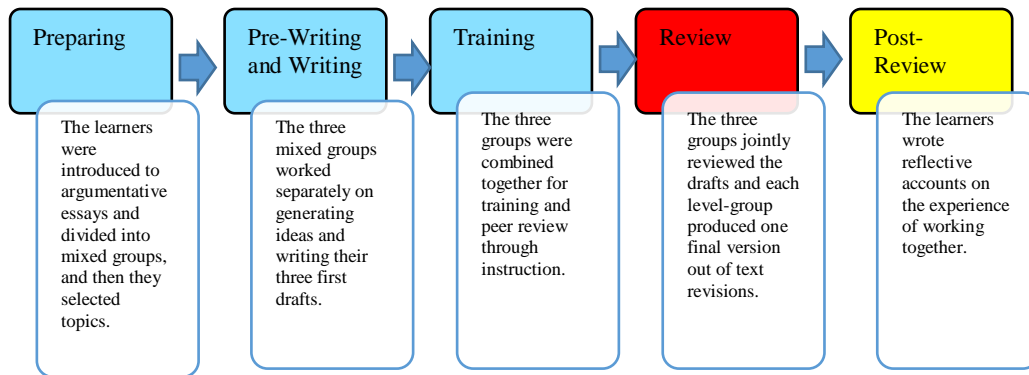 Preparing
The learners
were
introduced to
argumentative
essays and
divided into
mixed groups,
and then they
selected
topics.
Pre-Writing
and Writing
The three
mixed groups
worked
separately on
generating
ideas and
writing their
three first
drafts.
Training
The three
groups were
combined
together for
training and
peer review
through
instruction.
Review
The three
groups jointly
reviewed the
drafts and each
level-group
produced one
final version
out of text
revisions.
Post-
Review
The learners
wrote
reflective
accounts on
the experience
of working
together.